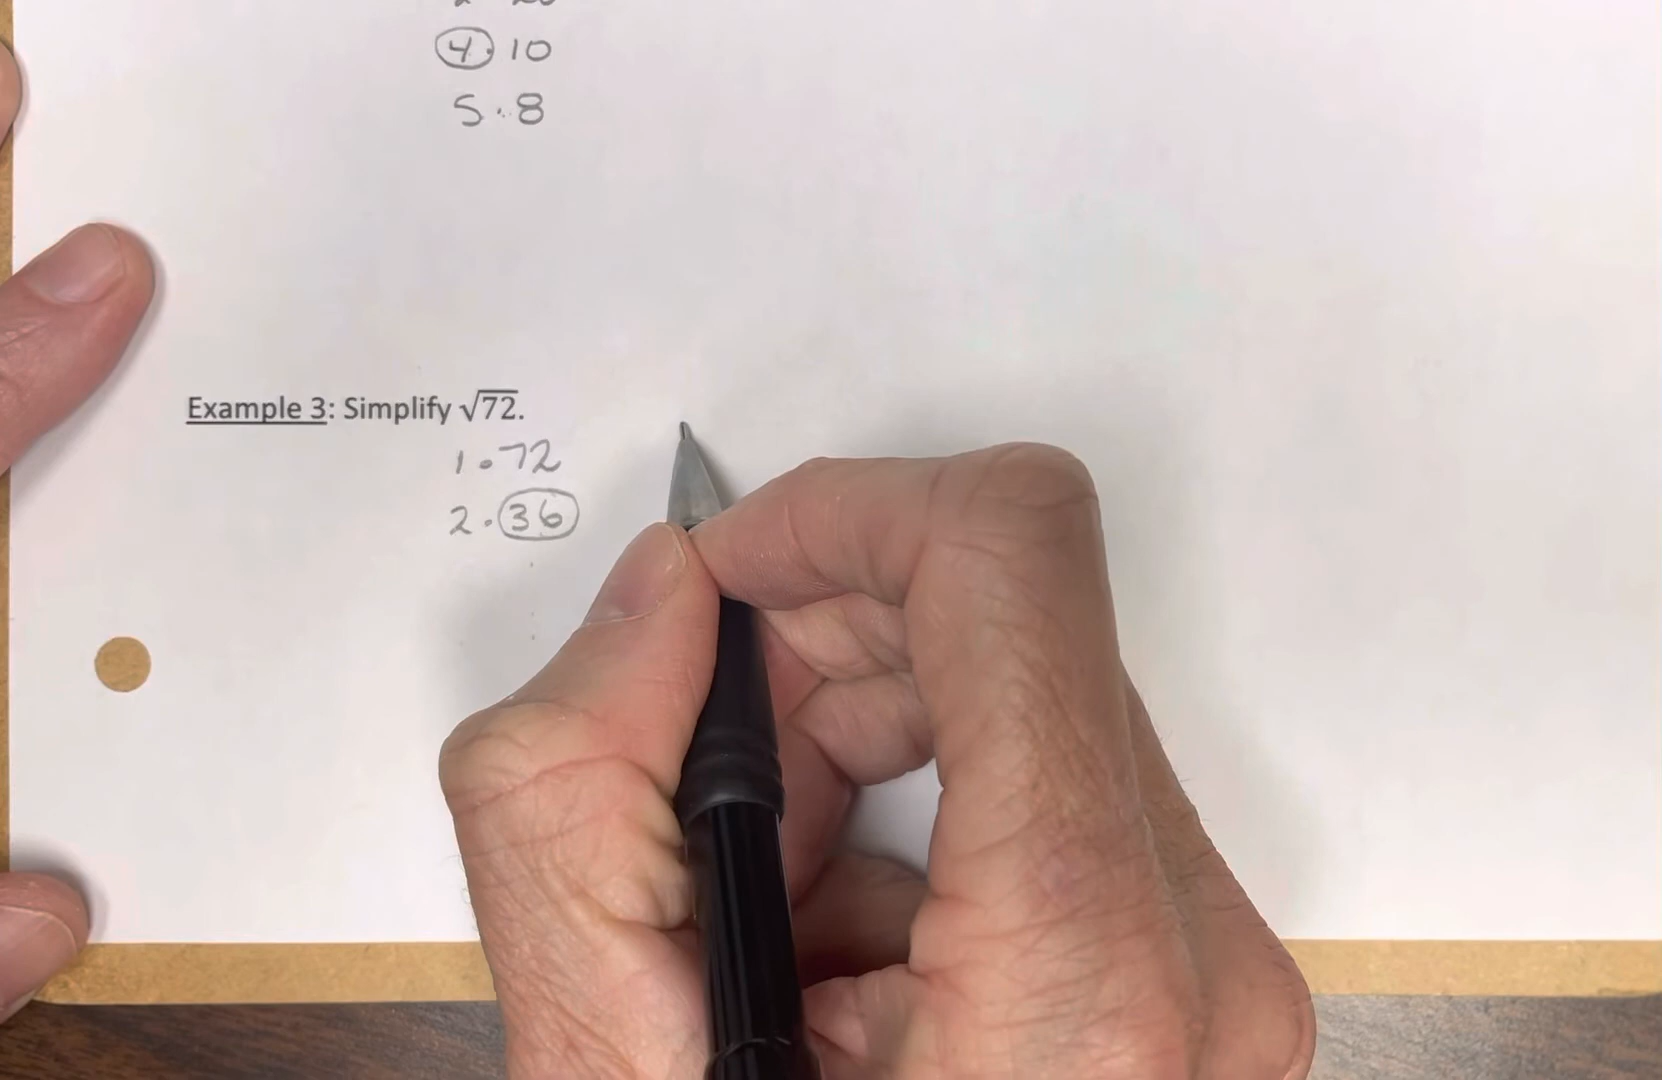 4 · 10
5 · 8
Example 3: Simplify √72.
1 · 72
2 · 36